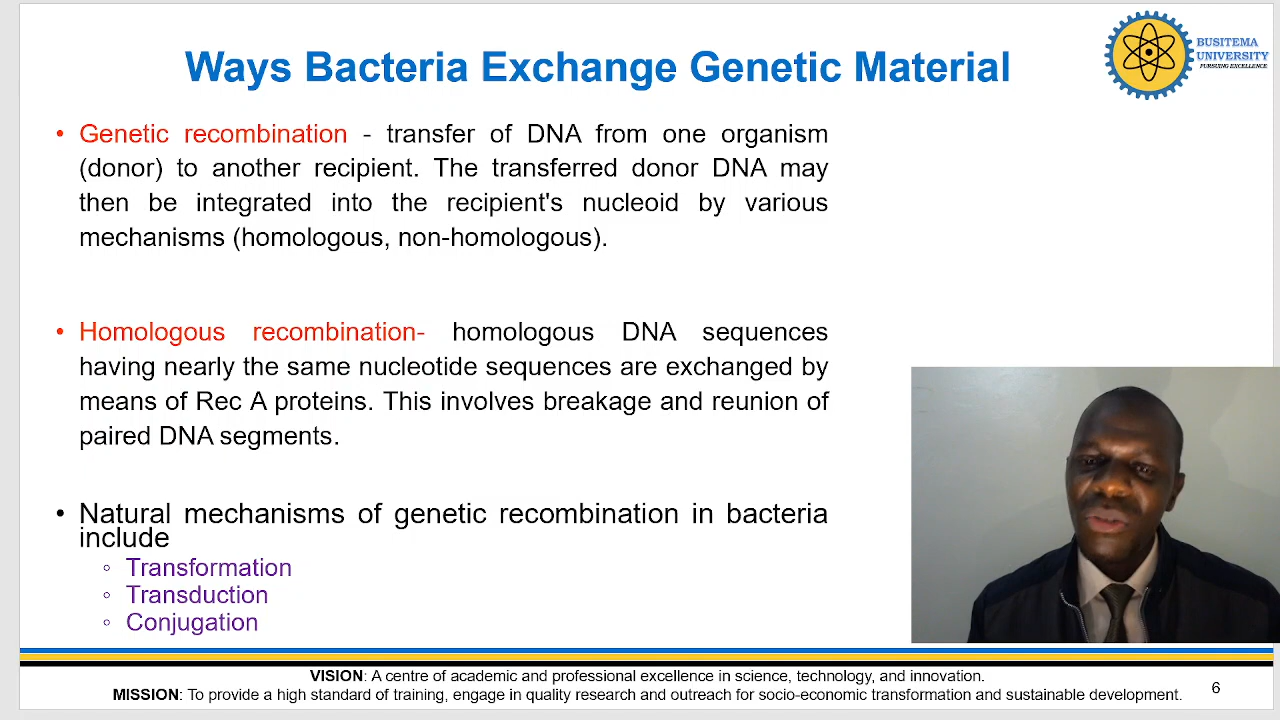 Ways Bacteria Exchange Genetic Material
BUSITEMA
UNIVERSITY
PURSUING EXCELLENCE
• Genetic recombination - transfer of DNA from one organism
(donor) to another recipient. The transferred donor DNA may
then be integrated into the recipient's nucleoid by various
mechanisms (homologous, non-homologous).
• Homologous recombination- homologous DNA sequences
having nearly the same nucleotide sequences are exchanged by
means of Rec A proteins. This involves breakage and reunion of
paired DNA segments.
• Natural mechanisms of genetic recombination in bacteria
include
◦ Transformation
◦ Transduction
◦ Conjugation
VISION: A centre of academic and professional excellence in science, technology, and innovation.
MISSION: To provide a high standard of training, engage in quality research and outreach for socio-economic transformation and sustainable development.
6